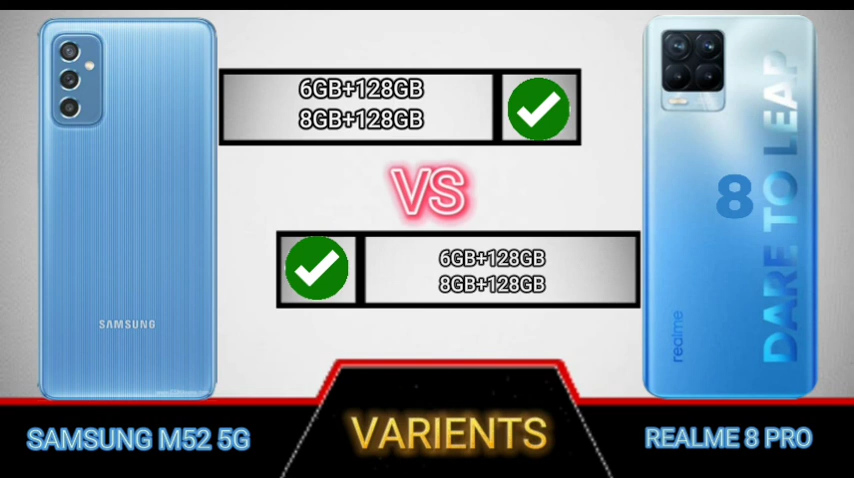 6GB+128GB
8GB+128GB
VS
6GB+128GB
8GB+128GB
8
DARE TO LEAP
realme
SAMSUNG
SAMSUNG M52 5G
VARIENTS
REALME 8 PRO